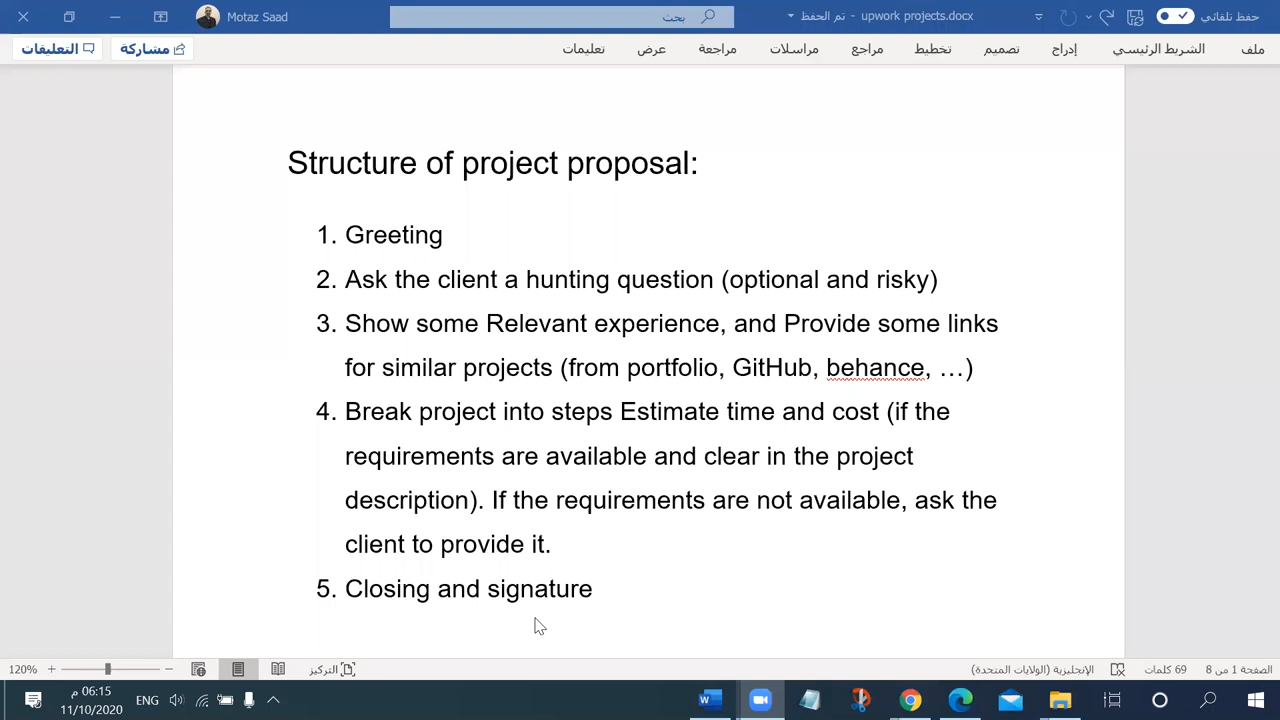 Motaz Saad
بحث
upwork projects.docx - تم الحفظ
حفظ تلقائي
ملف
الشريط الرئيسي
إدراج
تصميم
تخطيط
مراجع
مراسلات
مراجعة
عرض
تعليمات
مشاركة
التعليقات
Structure of project proposal:
1. Greeting
2. Ask the client a hunting question (optional and risky)
3. Show some Relevant experience, and Provide some links
for similar projects (from portfolio, GitHub, behance, …)
4. Break project into steps Estimate time and cost (if the
requirements are available and clear in the project
description). If the requirements are not available, ask the
client to provide it.
5. Closing and signature
الصفحة 1 من 8
69 كلمات
الإنجليزية (الولايات المتحدة)
التركيز
120%
ENG
06:15 م
11/10/2020